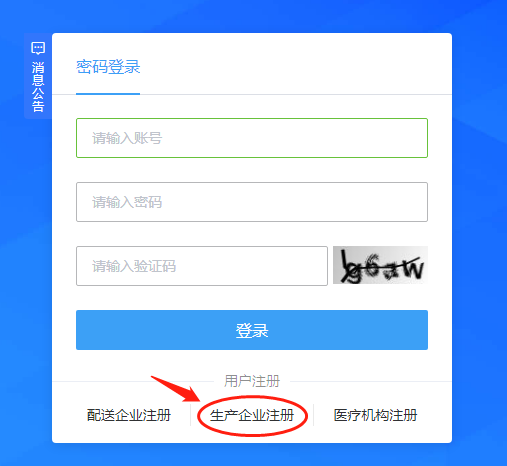 消息公告
密码登录
请输入账号
请输入密码
请输入验证码
登录
用户注册
配送企业注册
生产企业注册
医疗机构注册